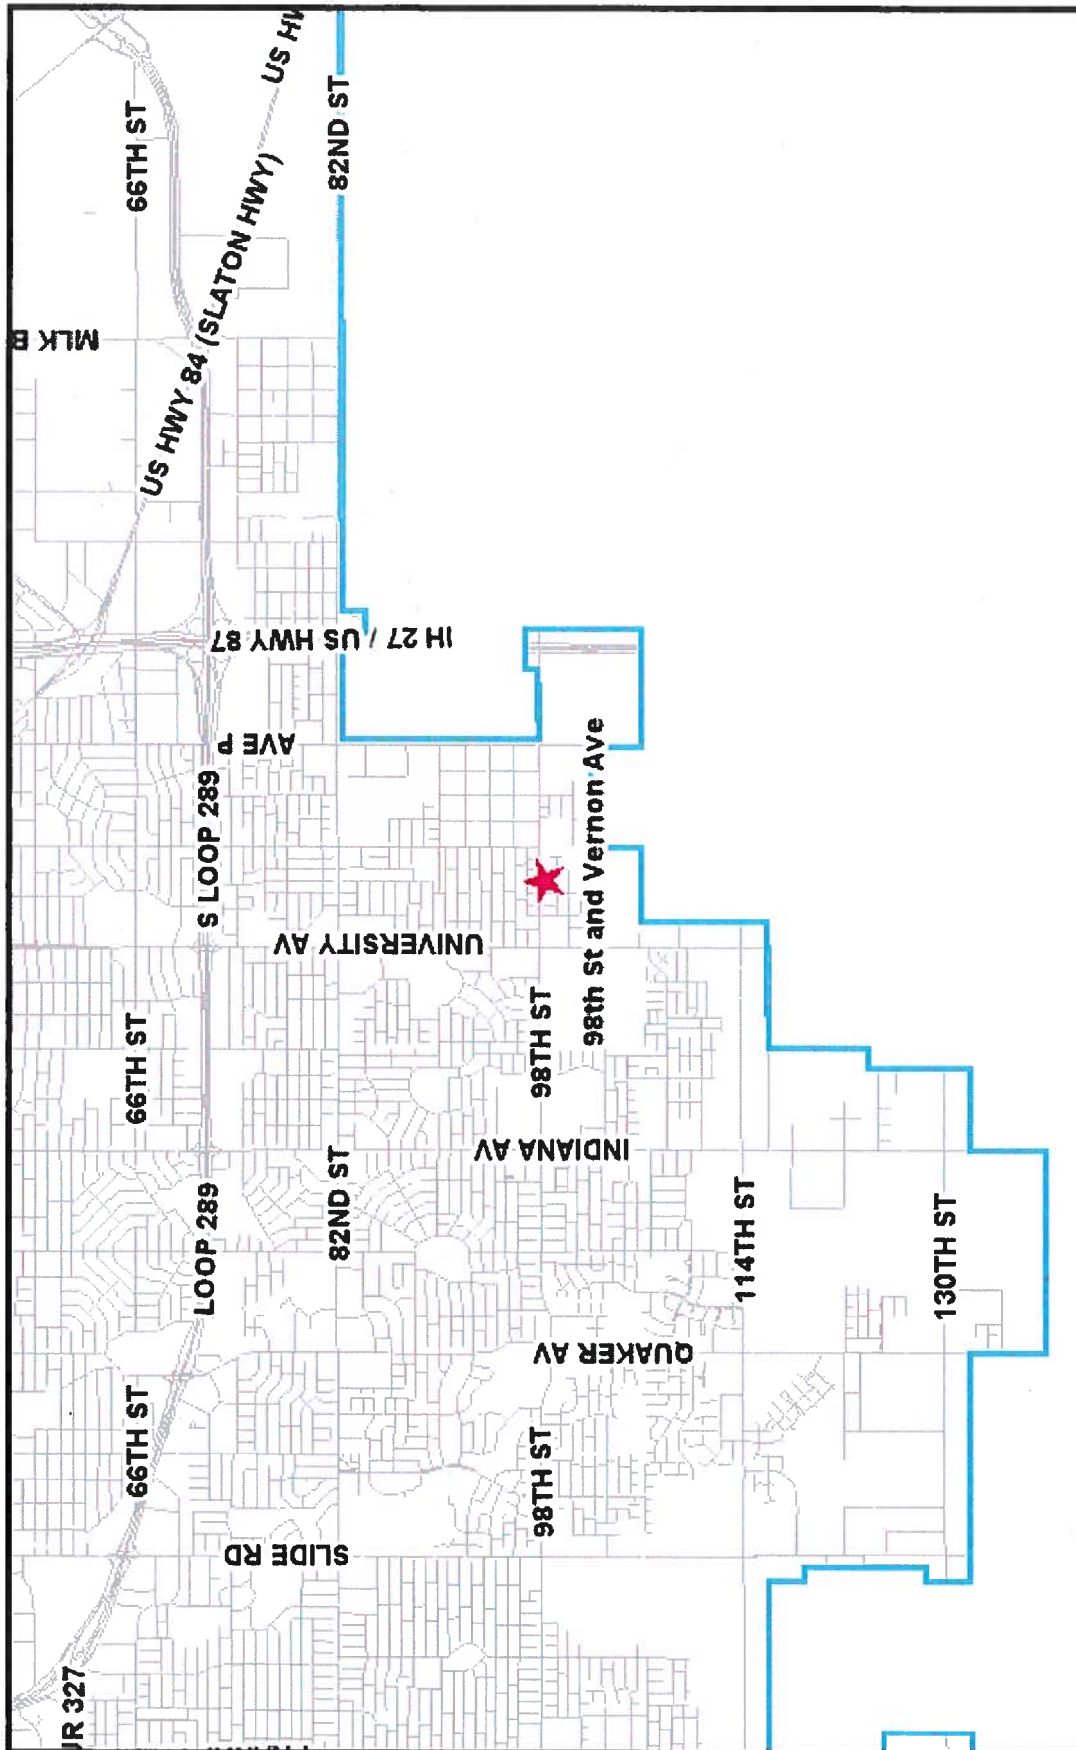 66TH ST
US HW
82ND ST
MLK B
US HWY 84 (SLATON HWY)
IH 27 / US HWY 87
AVE P
S LOOP 289
98th St and Vernon Ave
UNIVERSITY AV
66TH ST
98TH ST
INDIANA AV
LOOP 289
82ND ST
114TH ST
130TH ST
QUAKER AV
66TH ST
98TH ST
SLIDE RD
UR 327